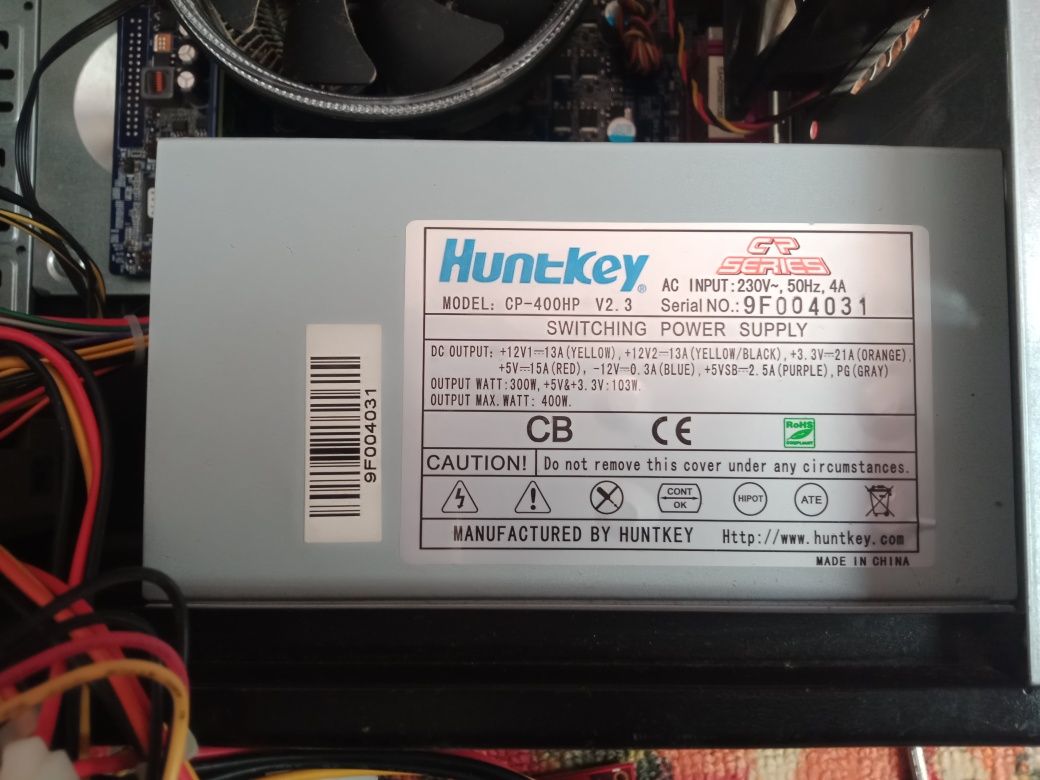 Huntkey®
CP
SERIES
MODEL: CP-400HP V2.3
AC INPUT:230V~, 50Hz, 4A
Serial NO.:9F004031
SWITCHING POWER SUPPLY
DC OUTPUT: +12V1⎓13A(YELLOW), +12V2⎓13A(YELLOW/BLACK), +3.3V⎓21A(ORANGE),
+5V⎓15A(RED), -12V⎓0.3A(BLUE), +5VSB⎓2.5A(PURPLE), PG(GRAY)
OUTPUT WATT:300W, +5V&+3.3V:103W.
OUTPUT MAX. WATT: 400W.
CB CE RoHS
COMPLIANT
CAUTION! Do not remove this cover under any circumstances.
CONT
OK
HIPOT
ATE
MANUFACTURED BY HUNTKEY Http://www.huntkey.com
MADE IN CHINA
9F004031